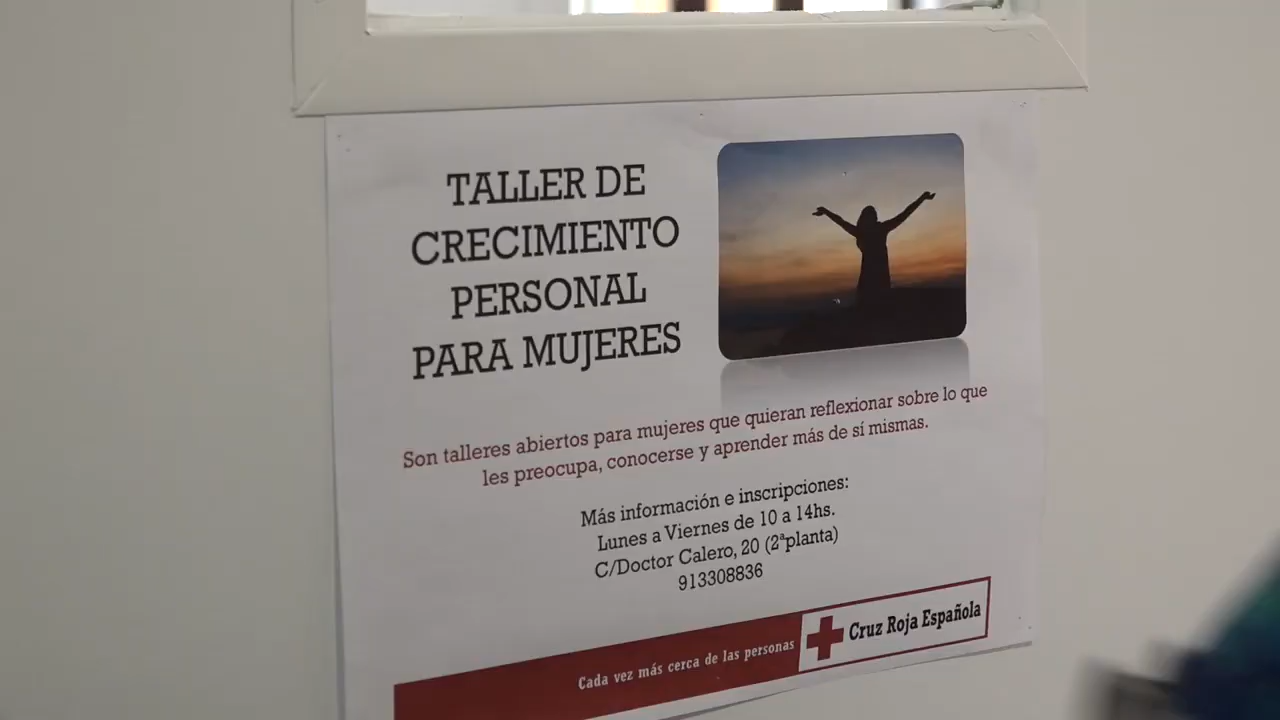 TALLER DE
CRECIMIENTO
PERSONAL
PARA MUJERES
Son talleres abiertos para mujeres que quieran reflexionar sobre lo que
les preocupa, conocerse y aprender más de sí mismas.
Más información e inscripciones:
Lunes a Viernes de 10 a 14hs.
C/Doctor Calero, 20 (2ªplanta)
913308836
Cada vez más cerca de las personas
Cruz Roja Española